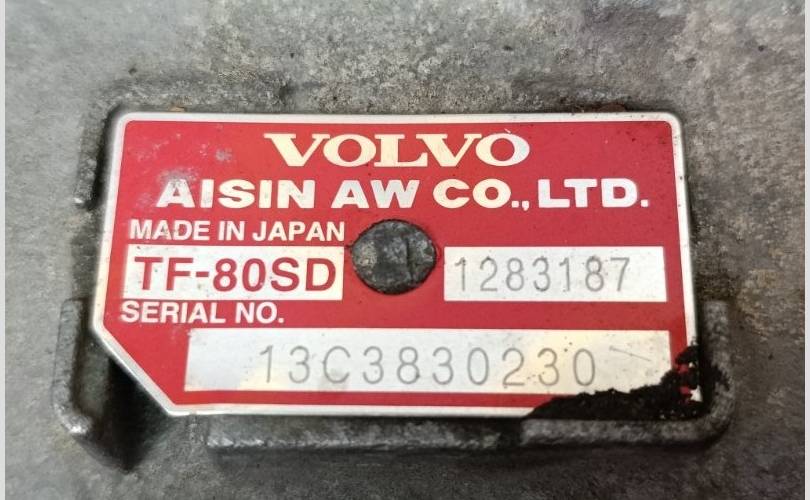 VOLVO
AISIN AW CO., LTD.
MADE IN JAPAN
TF-80SD 1283187
SERIAL NO.
13C3830230